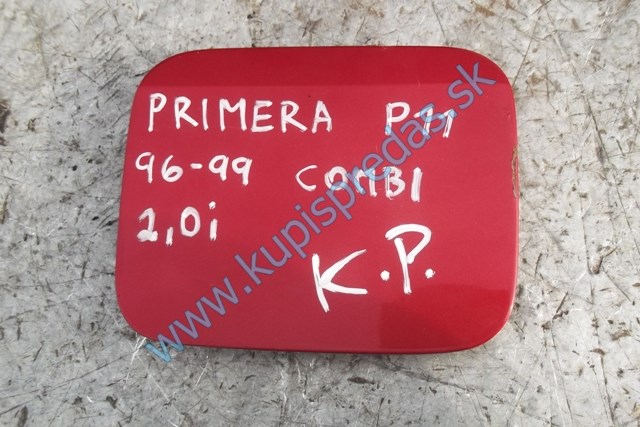 PRIMERA P11
96-99 COMBI
2,0i
K.P.
www.kupispredaj.sk